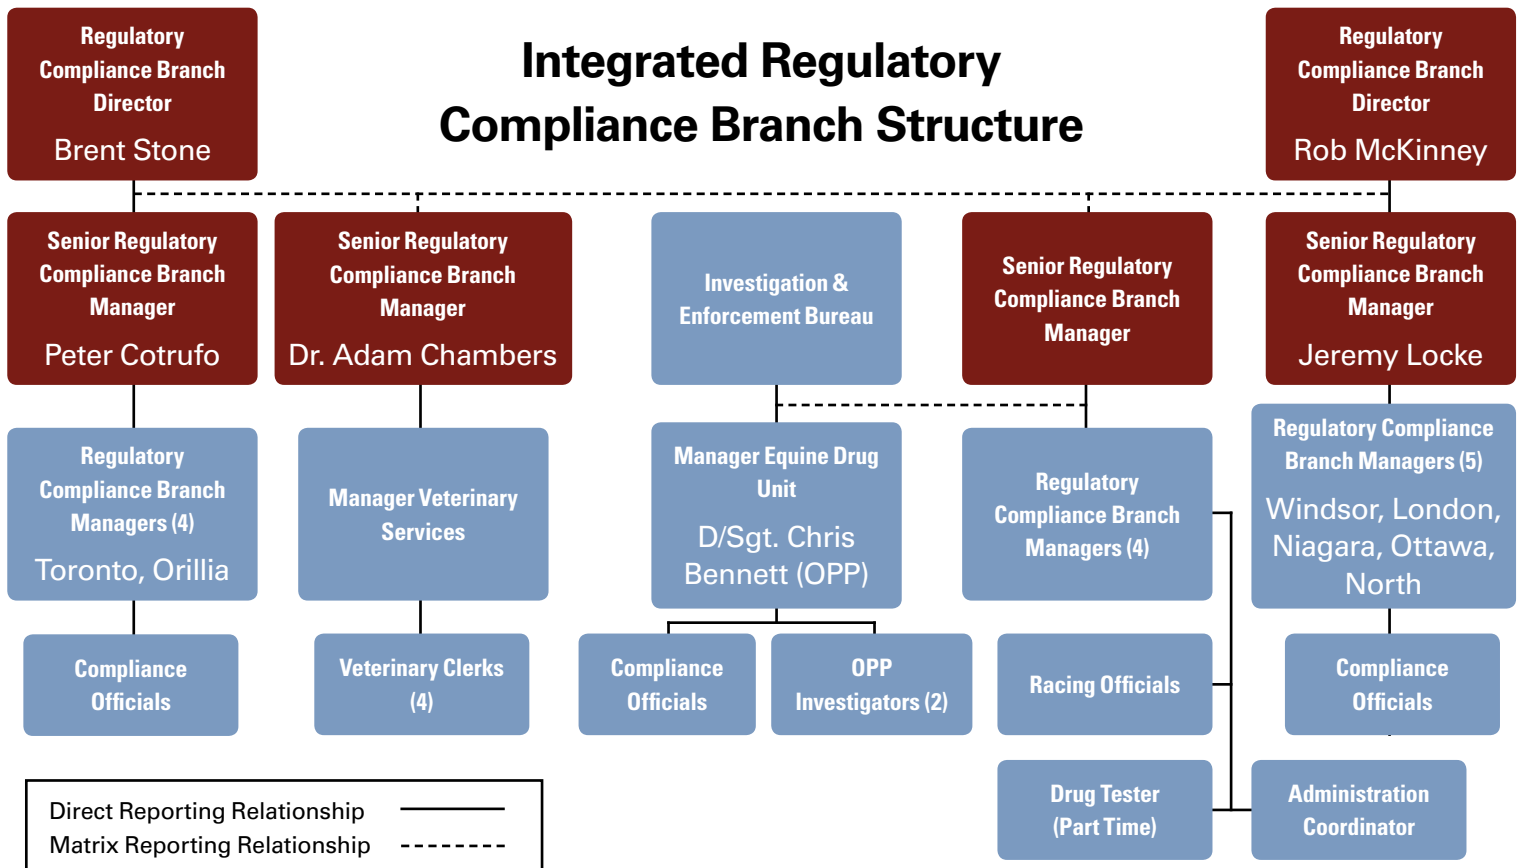 Regulatory
Compliance Branch
Director
Brent Stone
Integrated Regulatory
Compliance Branch Structure
Regulatory
Compliance Branch
Director
Rob McKinney
Senior Regulatory
Compliance Branch
Manager
Peter Cotrufo
Senior Regulatory
Compliance Branch
Manager
Dr. Adam Chambers
Investigation &
Enforcement Bureau
Senior Regulatory
Compliance Branch
Manager
Senior Regulatory
Compliance Branch
Manager
Jeremy Locke
Regulatory
Compliance Branch
Managers (4)
Toronto, Orillia
Manager Veterinary
Services
Manager Equine Drug
Unit
D/Sgt. Chris
Bennett (OPP)
Regulatory
Compliance Branch
Managers (4)
Regulatory Compliance
Branch Managers (5)
Windsor, London,
Niagara, Ottawa,
North
Compliance
Officials
Veterinary Clerks
(4)
Compliance
Officials
OPP
Investigators (2)
Racing Officials
Compliance
Officials
Drug Tester
(Part Time)
Administration
Coordinator
Direct Reporting Relationship
Matrix Reporting Relationship